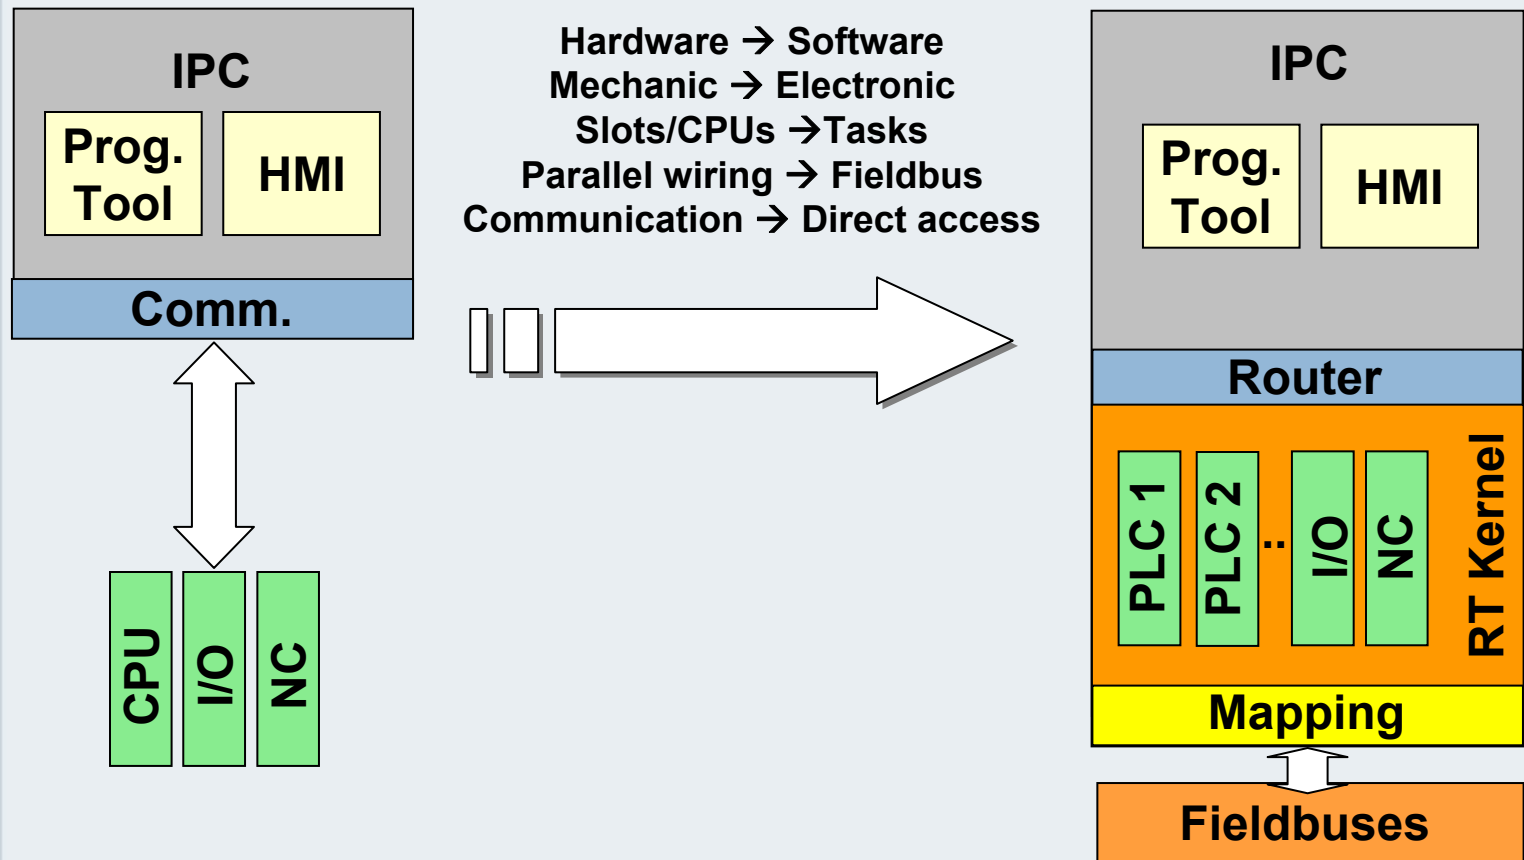 IPC
Prog.
Tool
HMI
Comm.
CPU
I/O
NC
Hardware → Software
Mechanic → Electronic
Slots/CPUs →Tasks
Parallel wiring → Fieldbus
Communication → Direct access
IPC
Prog.
Tool
HMI
Router
PLC 1
PLC 2
..
I/O
NC
RT Kernel
Mapping
Fieldbuses